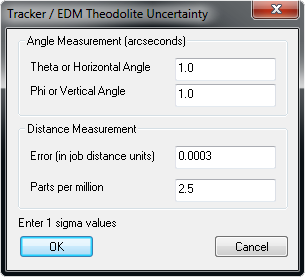 Tracker / EDM Theodolite Uncertainty
Angle Measurement (arcseconds)
Theta or Horizontal Angle 1.0
Phi or Vertical Angle 1.0
Distance Measurement
Error (in job distance units) 0.0003
Parts per million 2.5
Enter 1 sigma values
OK Cancel